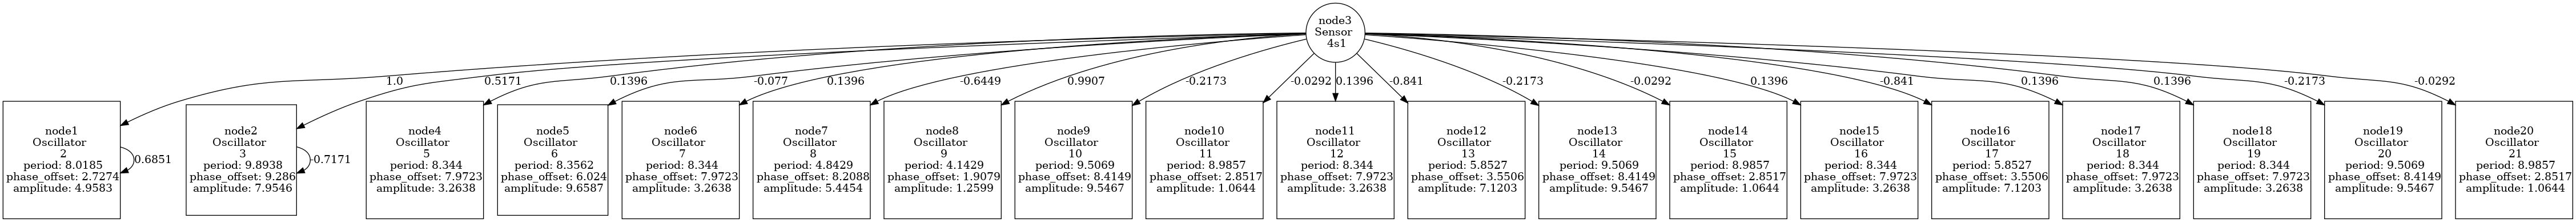 node3
Sensor
4s1
1.0
0.5171
0.1396
-0.077
0.1396
-0.6449
0.9907
-0.2173
-0.0292
0.1396
-0.841
-0.2173
-0.0292
0.1396
-0.841
0.1396
0.1396
-0.2173
-0.0292
node1
Oscillator
2
period: 8.0185
phase_offset: 2.7274
amplitude: 4.9583
0.6851
node2
Oscillator
3
period: 9.8938
phase_offset: 9.286
amplitude: 7.9546
-0.7171
node4
Oscillator
5
period: 8.344
phase_offset: 7.9723
amplitude: 3.2638
node5
Oscillator
6
period: 8.3562
phase_offset: 6.024
amplitude: 9.6587
node6
Oscillator
7
period: 8.344
phase_offset: 7.9723
amplitude: 3.2638
node7
Oscillator
8
period: 4.8429
phase_offset: 8.2088
amplitude: 5.4454
node8
Oscillator
9
period: 4.1429
phase_offset: 1.9079
amplitude: 1.2599
node9
Oscillator
10
period: 9.5069
phase_offset: 8.4149
amplitude: 9.5467
node10
Oscillator
11
period: 8.9857
phase_offset: 2.8517
amplitude: 1.0644
node11
Oscillator
12
period: 8.344
phase_offset: 7.9723
amplitude: 3.2638
node12
Oscillator
13
period: 5.8527
phase_offset: 3.5506
amplitude: 7.1203
node13
Oscillator
14
period: 9.5069
phase_offset: 8.4149
amplitude: 9.5467
node14
Oscillator
15
period: 8.9857
phase_offset: 2.8517
amplitude: 1.0644
node15
Oscillator
16
period: 8.344
phase_offset: 7.9723
amplitude: 3.2638
node16
Oscillator
17
period: 5.8527
phase_offset: 3.5506
amplitude: 7.1203
node17
Oscillator
18
period: 8.344
phase_offset: 7.9723
amplitude: 3.2638
node18
Oscillator
19
period: 8.344
phase_offset: 7.9723
amplitude: 3.2638
node19
Oscillator
20
period: 9.5069
phase_offset: 8.4149
amplitude: 9.5467
node20
Oscillator
21
period: 8.9857
phase_offset: 2.8517
amplitude: 1.0644